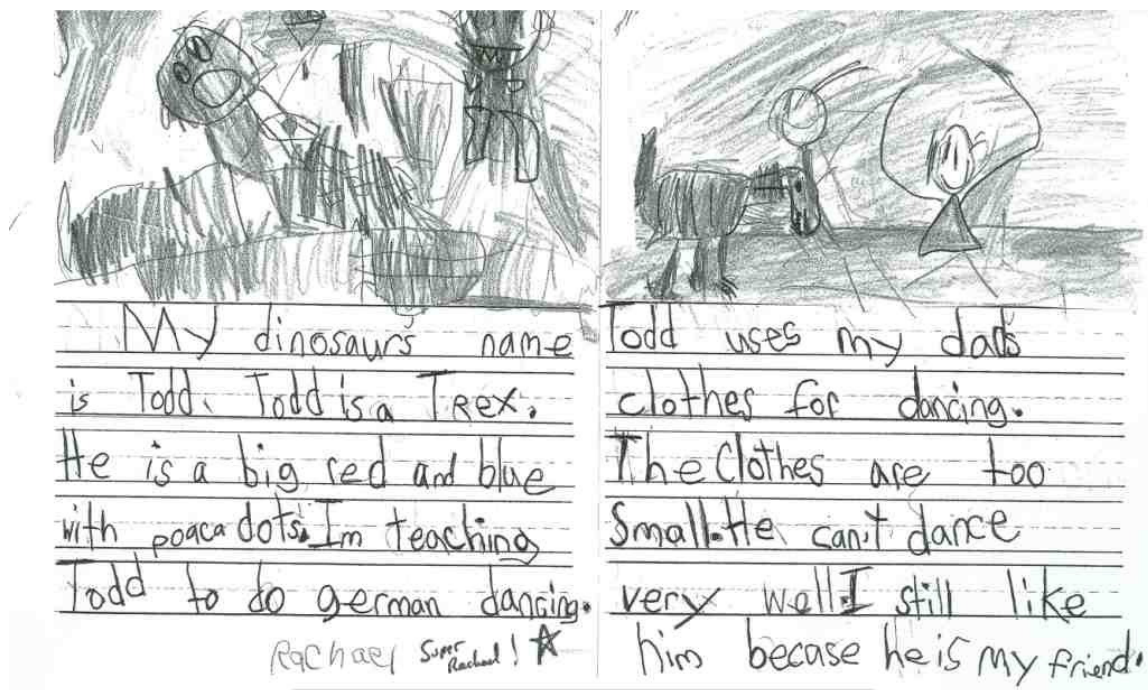 My dinosaurs name
is Todd. Todd is a T Rex.
He is a big red and blue
with poaca dots. Im teaching
Todd to do german dancing.
Rachael Super Rachael!
Todd uses my dad's
clothes for dancing.
The Clothes are too
Small. He can't dance
very well. I still like
him becase he is my friend.